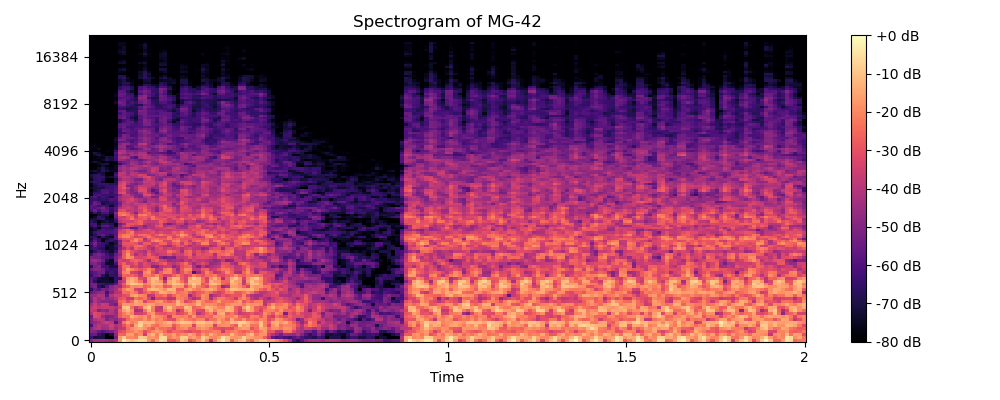 Spectrogram of MG-42
Hz
16384
8192
4096
2048
1024
512
0
0
0.5
1
1.5
2
Time
+0 dB
-10 dB
-20 dB
-30 dB
-40 dB
-50 dB
-60 dB
-70 dB
-80 dB